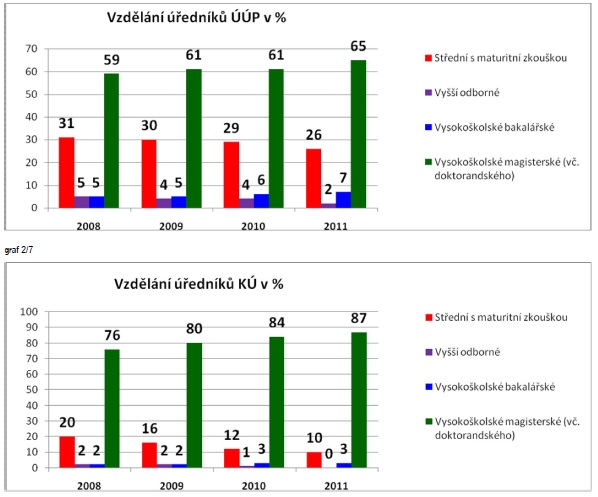 Vzdělání úředníků ÚÚP v %
70
60
50
40
30
20
10
0
31 5 5 59
30 4 5 61
29 4 6 61
26 2 7 65
2008 2009 2010 2011
Střední s maturitní zkouškou
Vyšší odborné
Vysokoškolské bakalářské
Vysokoškolské magisterské (vč.
doktorandského)
graf 2/7
Vzdělání úředníků KÚ v %
100
90
80
70
60
50
40
30
20
10
0
20 2 2 76
16 2 2 80
12 1 3 84
10 0 3 87
2008 2009 2010 2011
Střední s maturitní zkouškou
Vyšší odborné
Vysokoškolské bakalářské
Vysokoškolské magisterské (vč.
doktorandského)